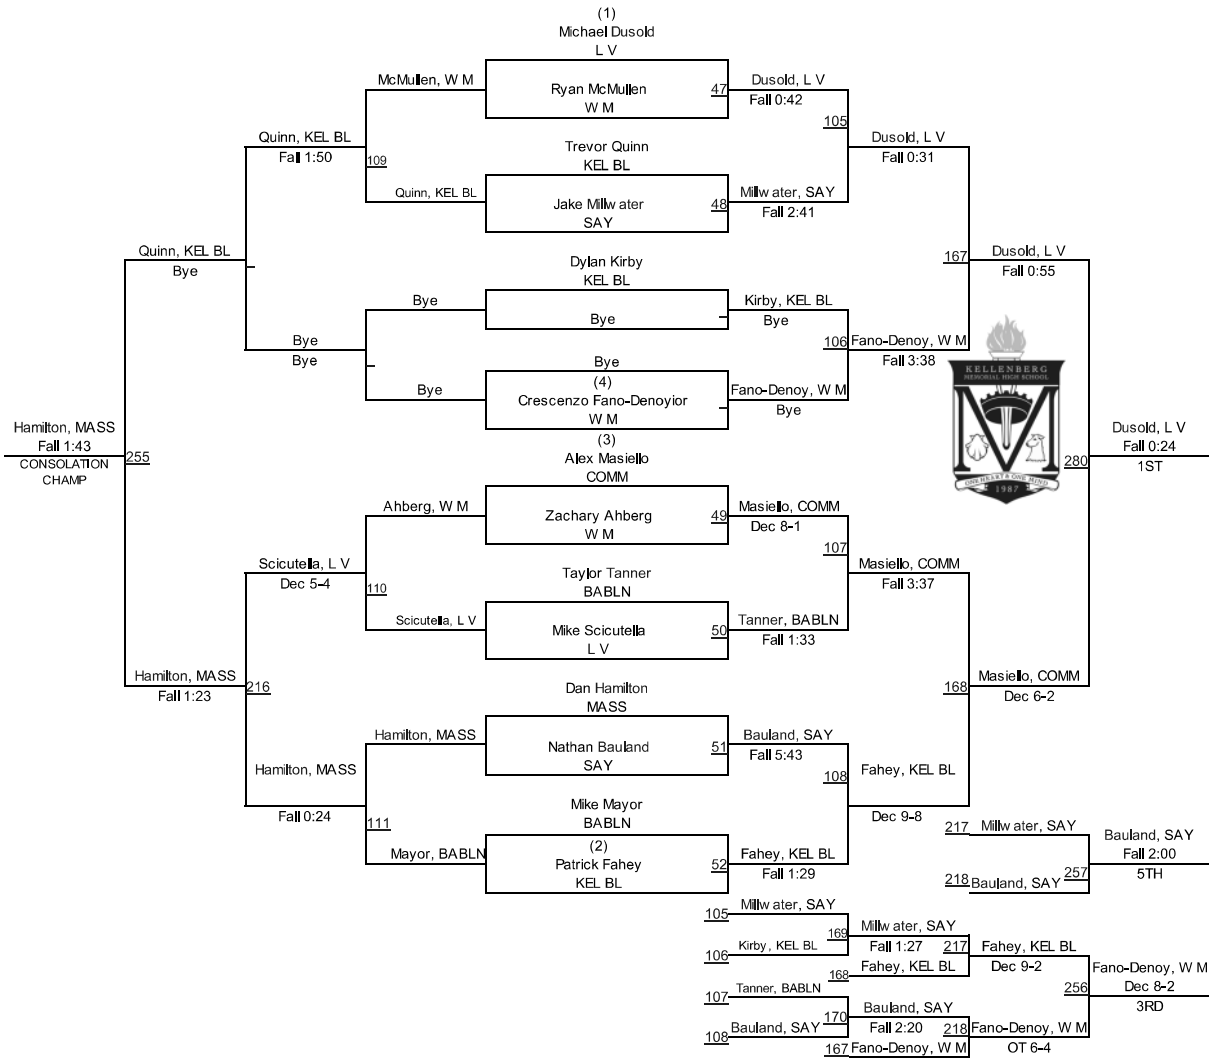 (1)
Michael Dusold
L V
McMullen, W M
Ryan McMullen
W M
47
Dusold, L V
Fall 0:42
105
Quinn, KEL BL
Fall 1:50
109
Trevor Quinn
KEL BL
Dusold, L V
Fall 0:31
Quinn, KEL BL
Jake Millwater
SAY
48
Millwater, SAY
Fall 2:41
Quinn, KEL BL
Bye
Dylan Kirby
KEL BL
167
Dusold, L V
Fall 0:55
Bye
Bye
Kirby, KEL BL
Bye
Bye
Bye
106
Fano-Denoy, W M
Fall 3:38
Bye
Bye
(4)
Crescenzo Fano-Denoyior
W M
Fano-Denoy, W M
Bye
KELLENBERG
MEMORIAL HIGH SCHOOL
ONE HEART & ONE MIND
1987
Hamilton, MASS
Fall 1:43
CONSOLATION
CHAMP
255
(3)
Alex Masiello
COMM
280
Dusold, L V
Fall 0:24
1ST
Ahberg, W M
Zachary Ahberg
W M
49
Masiello, COMM
Dec 8-1
107
Scicutella, L V
Dec 5-4
110
Taylor Tanner
BABLN
Masiello, COMM
Fall 3:37
Scicutella, L V
Mike Scicutella
L V
50
Tanner, BABLN
Fall 1:33
Hamilton, MASS
Fall 1:23
216
Dan Hamilton
MASS
168
Masiello, COMM
Dec 6-2
Hamilton, MASS
Nathan Bauland
SAY
51
Bauland, SAY
Fall 5:43
108
Hamilton, MASS
Fall 0:24
111
Mike Mayor
BABLN
Fahey, KEL BL
Dec 9-8
Mayor, BABLN
(2)
Patrick Fahey
KEL BL
52
Fahey, KEL BL
Fall 1:29
217
Millwater, SAY
218
Bauland, SAY
257
Bauland, SAY
Fall 2:00
5TH
105
Millwater, SAY
106
Kirby, KEL BL
169
Millwater, SAY
Fall 1:27
168
Fahey, KEL BL
217
Fahey, KEL BL
Dec 9-2
107
Tanner, BABLN
108
Bauland, SAY
170
Bauland, SAY
Fall 2:20
167
Fano-Denoy, W M
218
Fano-Denoy, W M
OT 6-4
256
Fano-Denoy, W M
Dec 8-2
3RD